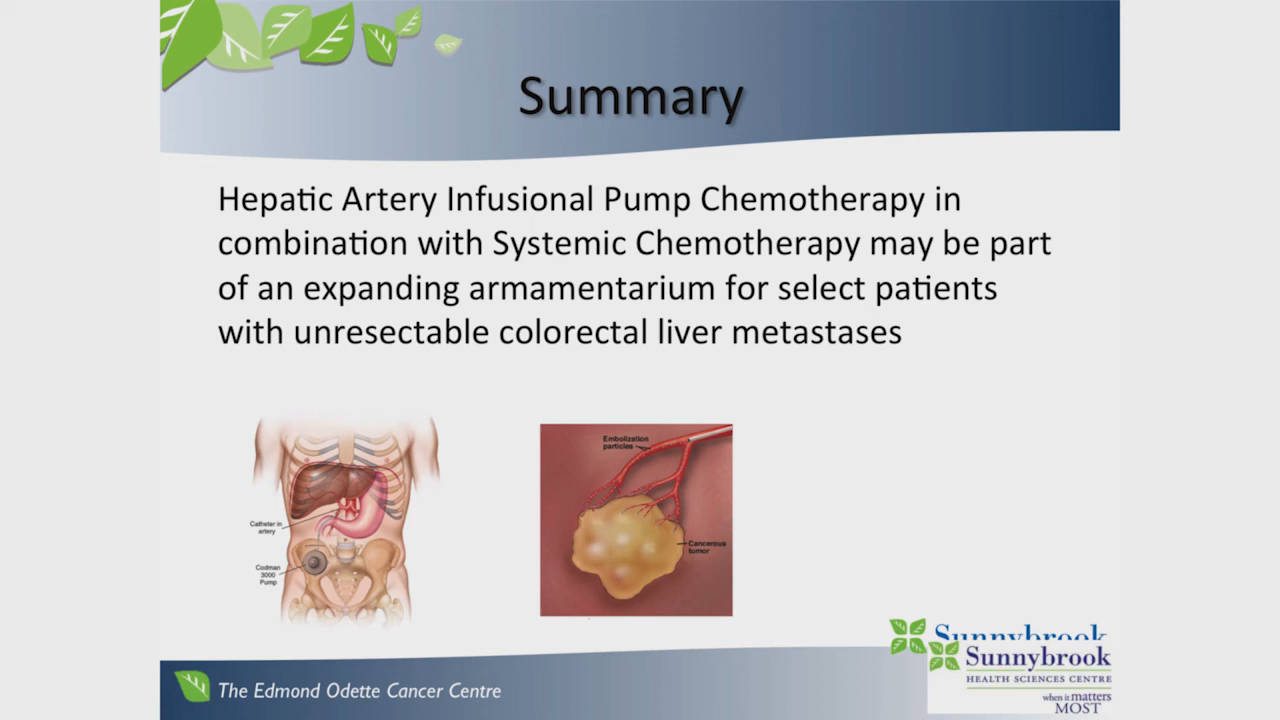 Summary
Hepatic Artery Infusional Pump Chemotherapy in
combination with Systemic Chemotherapy may be part
of an expanding armamentarium for select patients
with unresectable colorectal liver metastases
Catheter in
artery
Codman
3000
Pump
Embolization
particles
Cancerous
tumor
The Edmond Odette Cancer Centre
Sunnybrook
Sunnybrook
HEALTH SCIENCES CENTRE
when it matters
MOST